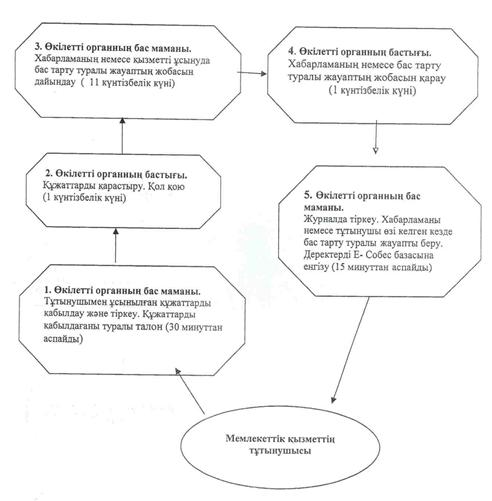 3. Өкілетті органның бас маманы.
Хабарламаның немесе қызметті ұсынуда
бас тарту туралы жауаптың жобасын
дайындау ( 11 күнтізбелік күні)
4. Өкілетті органның бастығы.
Хабарламаның немесе бас тарту
туралы жауаптың жобасын қарау
(1 күнтізбелік күні)
2. Өкілетті органның бастығы.
Құжаттарды қарастыру. Қол қою
(1 күнтізбелік күні)
5. Өкілетті органның бас
маманы.
Журналда тіркеу. Хабарламаны
немесе тұтынушы өзі келген кезде
бас тарту туралы жауапты беру.
Деректерді Е- Собес базасына
енгізу (15 минуттан аспайды)
1. Өкілетті органның бас маманы.
Тұтынушымен ұсынылған құжаттарды
қабылдау және тіркеу. Құжаттарды
қабылдағаны туралы талон (30 минуттан
аспайды)
Мемлекеттік қызметтің
тұтынушысы